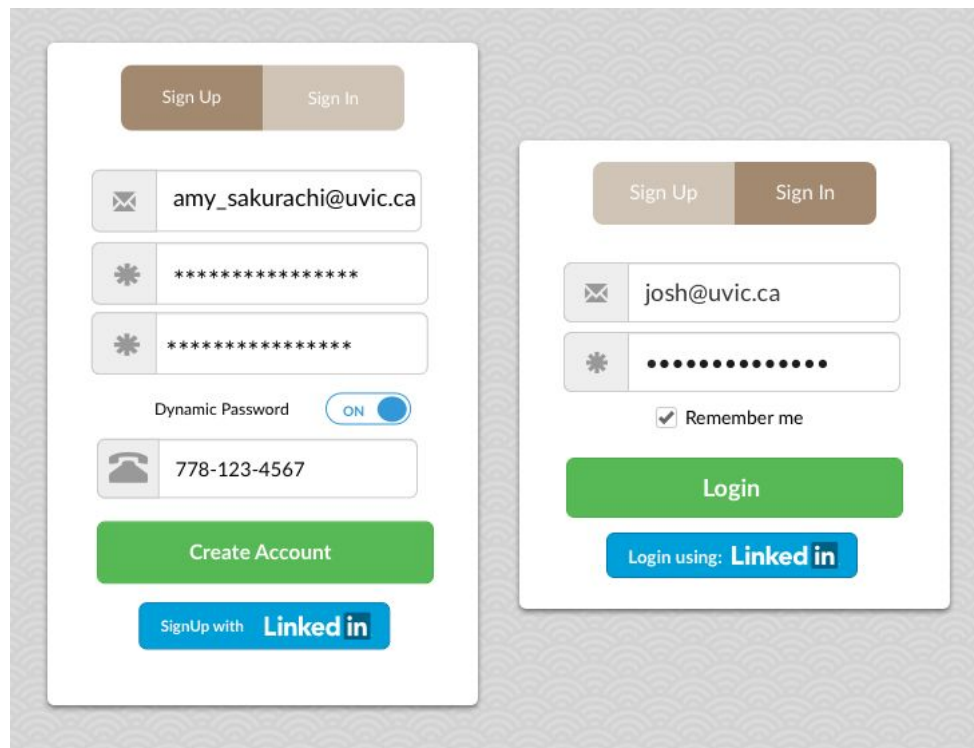 Sign Up Sign In
amy_sakurachi@uvic.ca
****************
****************
Dynamic Password ON
778-123-4567
Create Account
SignUp with Linked in
Sign Up Sign In
josh@uvic.ca
••••••••••••••
Remember me
Login
Login using: Linked in